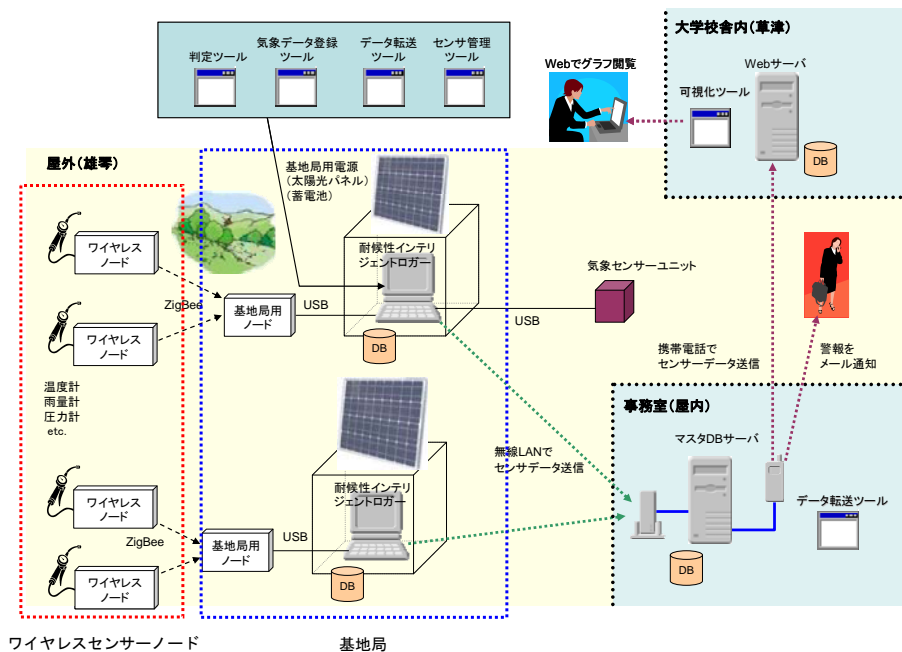 判定ツール
気象データ登録
ツール
データ転送
ツール
センサ管理
ツール
大学校舎内(草津)
Webサーバ
Webでグラフ閲覧
可視化ツール
DB
屋外(雄琴)
基地局用電源
(太陽光パネル)
(蓄電池)
ワイヤレス
ノード
ZigBee
ワイヤレス
ノード
基地局用
ノード
USB
耐候性インテリ
ジェントロガー
DB
USB
気象センサーユニット
温度計
雨量計
圧力計
etc.
携帯電話で
センサーデータ送信
警報を
メール通知
無線LANで
センサデータ送信
事務室(屋内)
マスタDBサーバ
データ転送ツール
DB
ワイヤレス
ノード
ZigBee
ワイヤレス
ノード
基地局用
ノード
USB
耐候性インテリ
ジェントロガー
DB
ワイヤレスセンサーノード
基地局